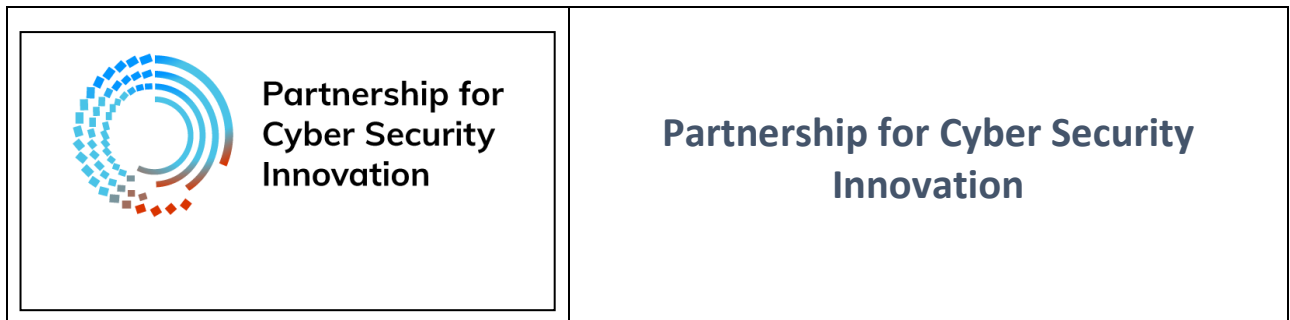 Partnership for
Cyber Security
Innovation
Partnership for Cyber Security
Innovation